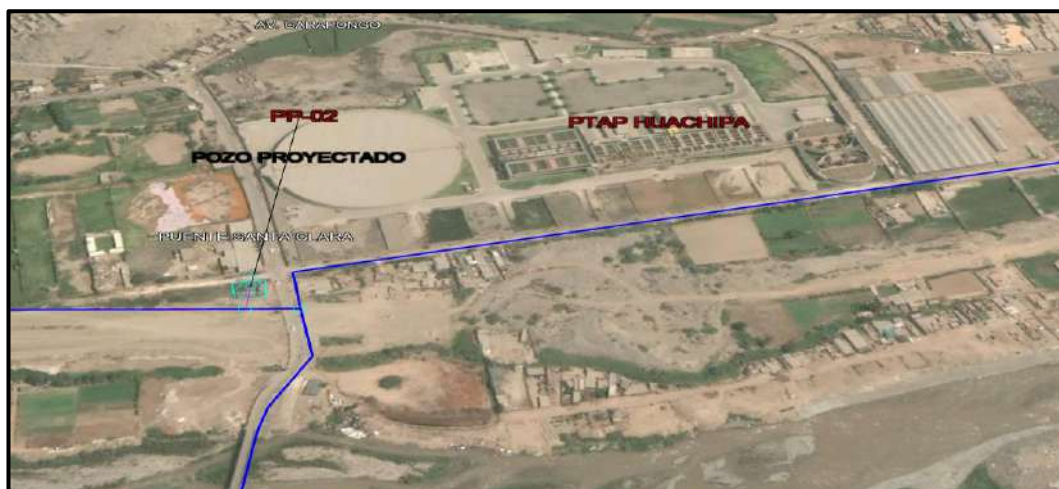 AV. CARAPONGO
PP-02
PTAP HUACHIPA
POZO PROYECTADO
PUENTE SANTA CLARA